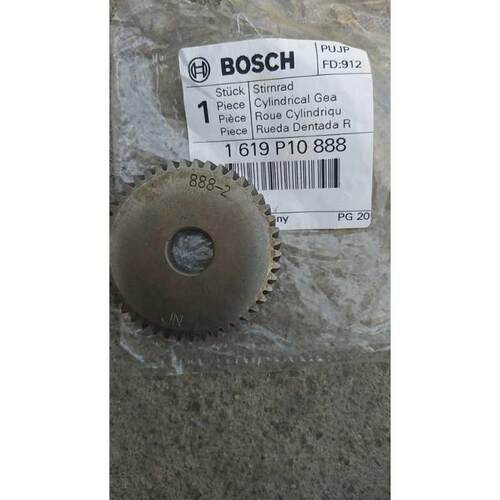 BOSCH
PUJP
FD:912
1
Stück Stirnrad
Piece Cylindrical Gea
Pièce Roue Cylindriqu
Piece Rueda Dentada R
1 619 P10 888
ny PG 20
888-2